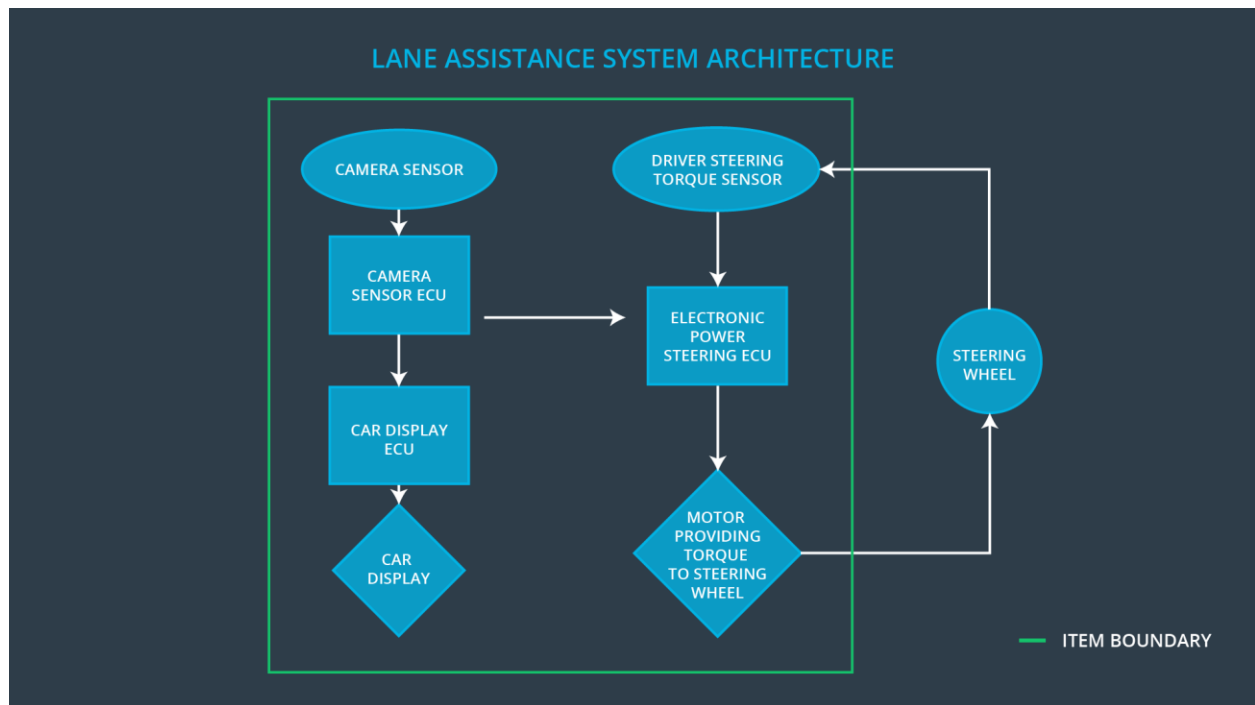 LANE ASSISTANCE SYSTEM ARCHITECTURE
CAMERA SENSOR
CAMERA
SENSOR ECU
CAR DISPLAY
ECU
CAR
DISPLAY
DRIVER STEERING
TORQUE SENSOR
ELECTRONIC
POWER
STEERING ECU
MOTOR
PROVIDING
TORQUE
TO STEERING
WHEEL
STEERING
WHEEL
ITEM BOUNDARY